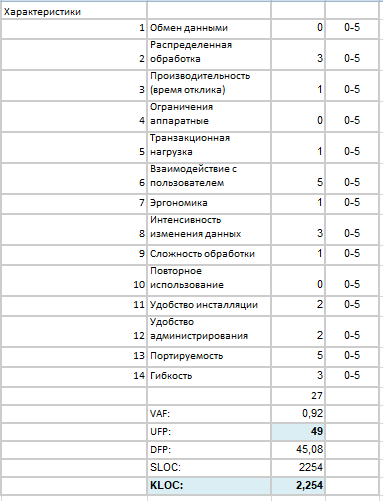 Характеристики
1 Обмен данными 0 0-5
Распределенная
2 обработка 3 0-5
Производительность
3 (время отклика) 1 0-5
Ограничения
4 аппаратные 0 0-5
Транзакционная
5 нагрузка 1 0-5
Взаимодействие с
6 пользователем 5 0-5
7 Эргономика 1 0-5
Интенсивность
8 изменения данных 3 0-5
9 Сложность обработки 1 0-5
Повторное
10 использование 0 0-5
11 Удобство инсталляции 2 0-5
Удобство
12 администрирования 2 0-5
13 Портируемость 5 0-5
14 Гибкость 3 0-5
27
VAF: 0,92
UFP: 49
DFP: 45,08
SLOC: 2254
KLOC: 2,254